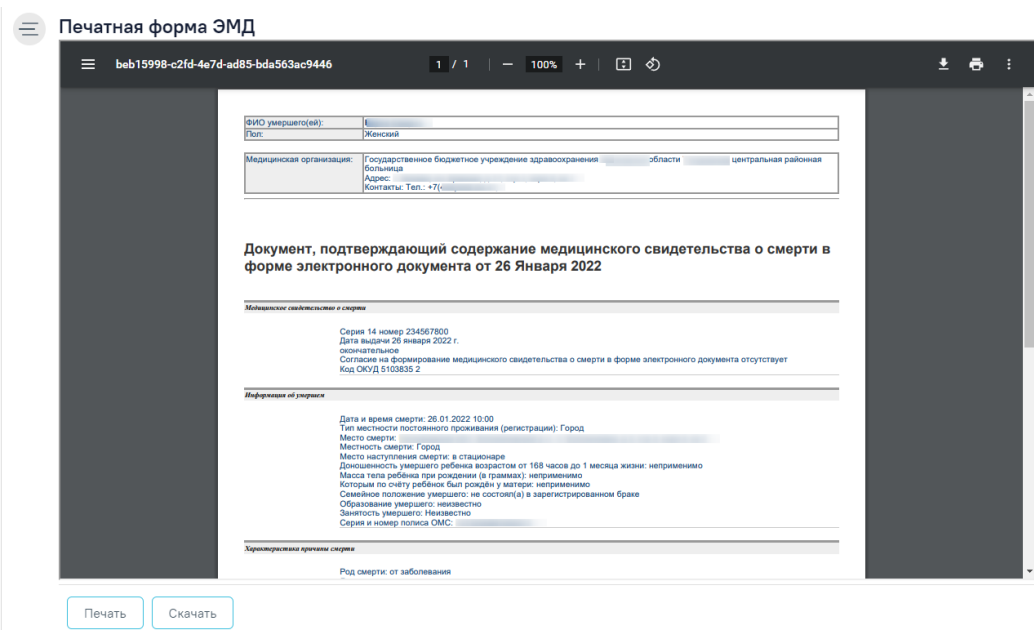 Печатная форма ЭМД
beb15998-c2fd-4e7d-ad85-bda563ac9446
1 / 1
100%
ФИО умершего(ей):
Пол: Женский
Медицинская организация: Государственное бюджетное учреждение здравоохранения области центральная районная
больница
Адрес:
Контакты: Тел.: +7(
Документ, подтверждающий содержание медицинского свидетельства о смерти в
форме электронного документа от 26 Января 2022
Медицинское свидетельство о смерти
Серия 14 номер 234567800
Дата выдачи 26 января 2022 г.
окончательное
Согласие на формирование медицинского свидетельства о смерти в форме электронного документа отсутствует
Код ОКУД 5103835 2
Информация об умершем
Дата и время смерти: 26.01.2022 10:00
Тип местности постоянного проживания (регистрации): Город
Место смерти:
Местность смерти: Город
Место наступления смерти: в стационаре
Доношенность умершего ребенка возрастом от 168 часов до 1 месяца жизни: неприменимо
Масса тела ребёнка при рождении (в граммах): неприменимо
Которым по счёту ребёнок был рождён у матери: неприменимо
Семейное положение умершего: не состоял(а) в зарегистрированном браке
Образование умершего: неизвестно
Занятость умершего: Неизвестно
Серия и номер полиса ОМС:
Характеристика причины смерти
Род смерти: от заболевания
Печать
Скачать